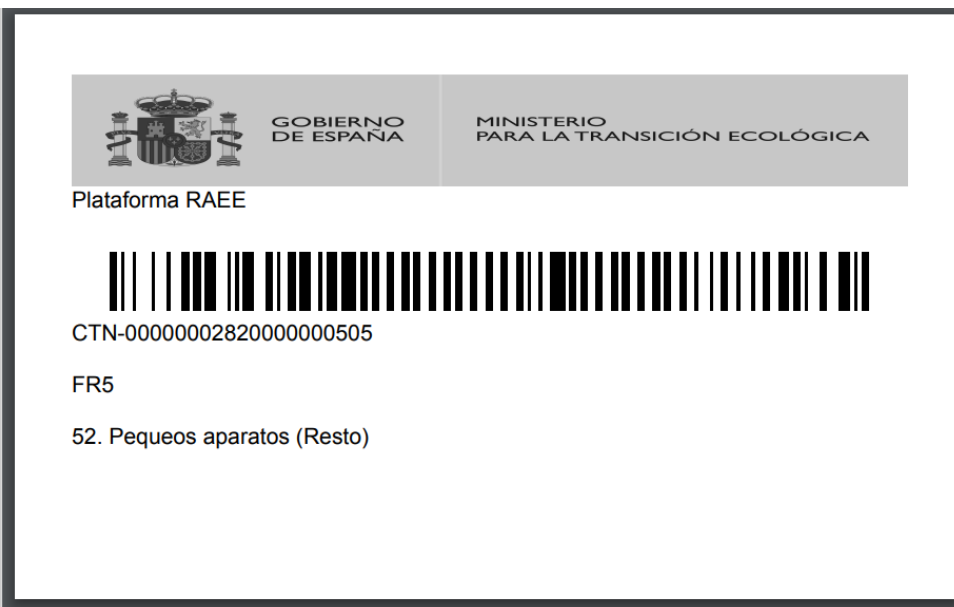 GOBIERNO
DE ESPAÑA
MINISTERIO
PARA LA TRANSICIÓN ECOLÓGICA
Plataforma RAEE
CTN-00000002820000000505
FR5
52. Pequeos aparatos (Resto)